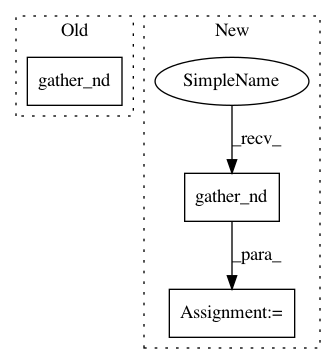 Old
New
gather_nd
SimpleName
_recv_
gather_nd
_para_
Assignment:=